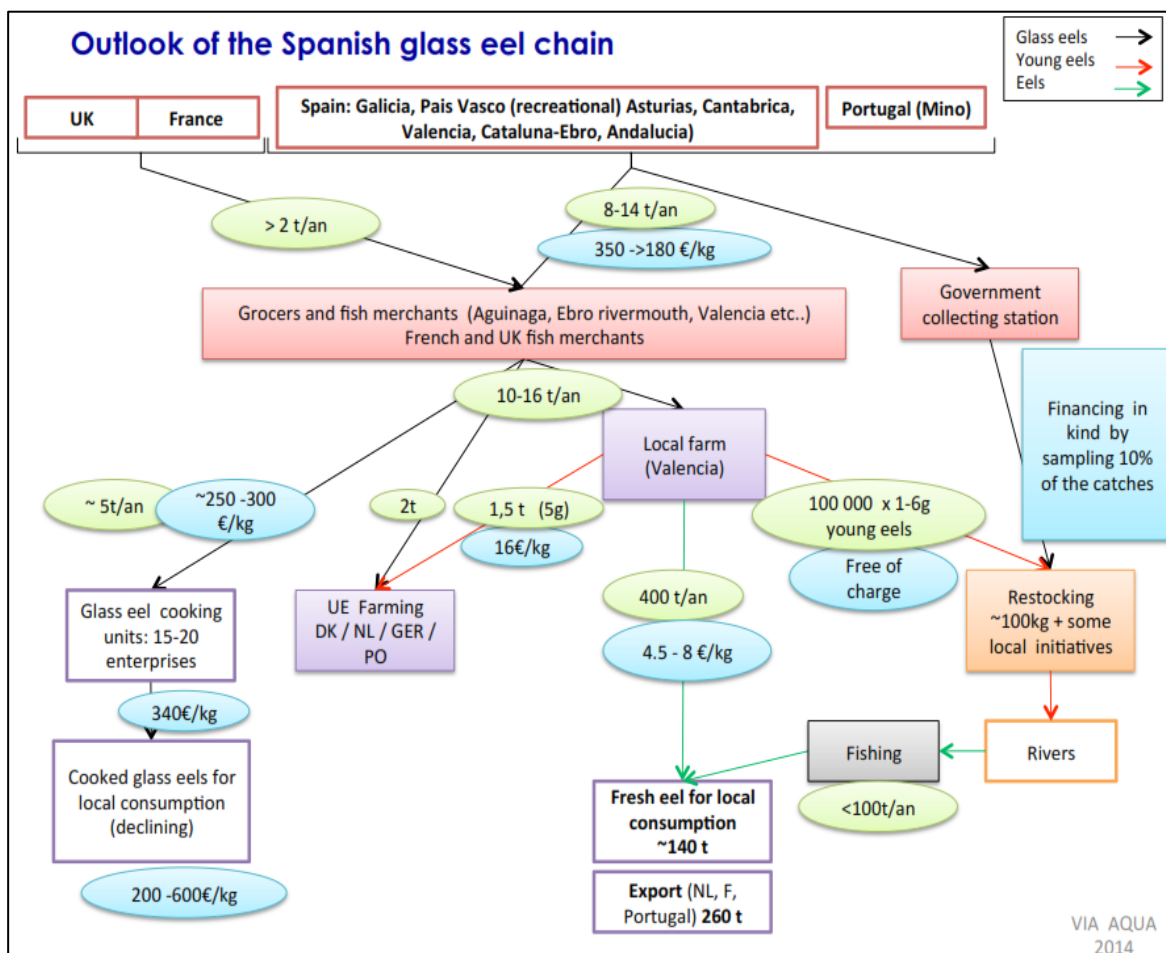 Outlook of the Spanish glass eel chain
Glass eels
Young eels
Eels
UK
France
Spain: Galicia, Pais Vasco (recreational) Asturias, Cantabrica,
Valencia, Cataluna-Ebro, Andalucia)
Portugal (Mino)
> 2 t/an
8-14 t/an
350 ->180 €/kg
Grocers and fish merchants (Aguinaga, Ebro rivermouth, Valencia etc..)
French and UK fish merchants
Government
collecting station
10-16 t/an
Local farm
(Valencia)
Financing in
kind by
sampling 10%
of the catches
~ 5t/an
~250 -300
€/kg
2t
1,5 t (5g)
16€/kg
100 000 x 1-6g
young eels
Free of
charge
Glass eel cooking
units: 15-20
enterprises
UE Farming
DK / NL / GER /
PO
400 t/an
4.5 - 8 €/kg
Restocking
~100kg + some
local initiatives
340€/kg
Cooked glass eels for
local consumption
(declining)
Fishing
Rivers
<100t/an
Fresh eel for local
consumption
~140 t
200 -600€/kg
Export (NL, F,
Portugal) 260 t
VIA AQUA
2014